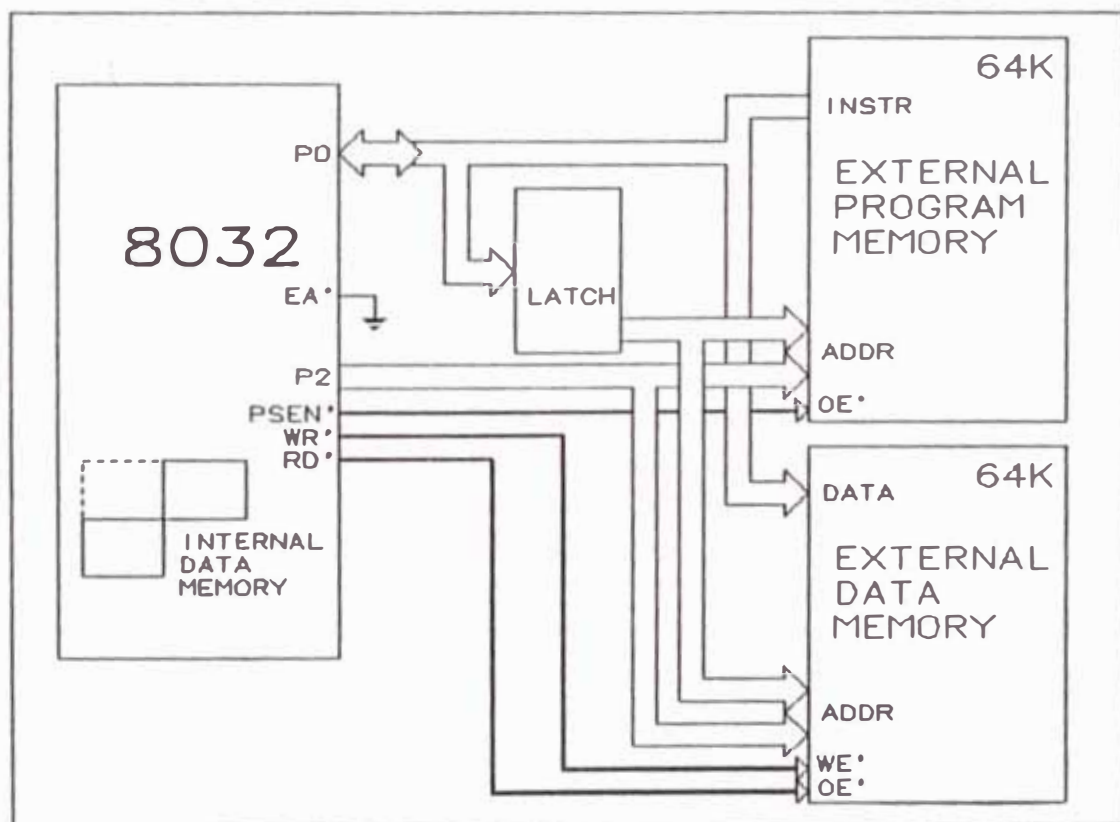 8032
P0
EA'
P2
PSEN'
WR'
RD'
INTERNAL
DATA
MEMORY
LATCH
64K
INSTR
EXTERNAL
PROGRAM
MEMORY
ADDR
OE'
64K
DATA
EXTERNAL
DATA
MEMORY
ADDR
WE'
OE'